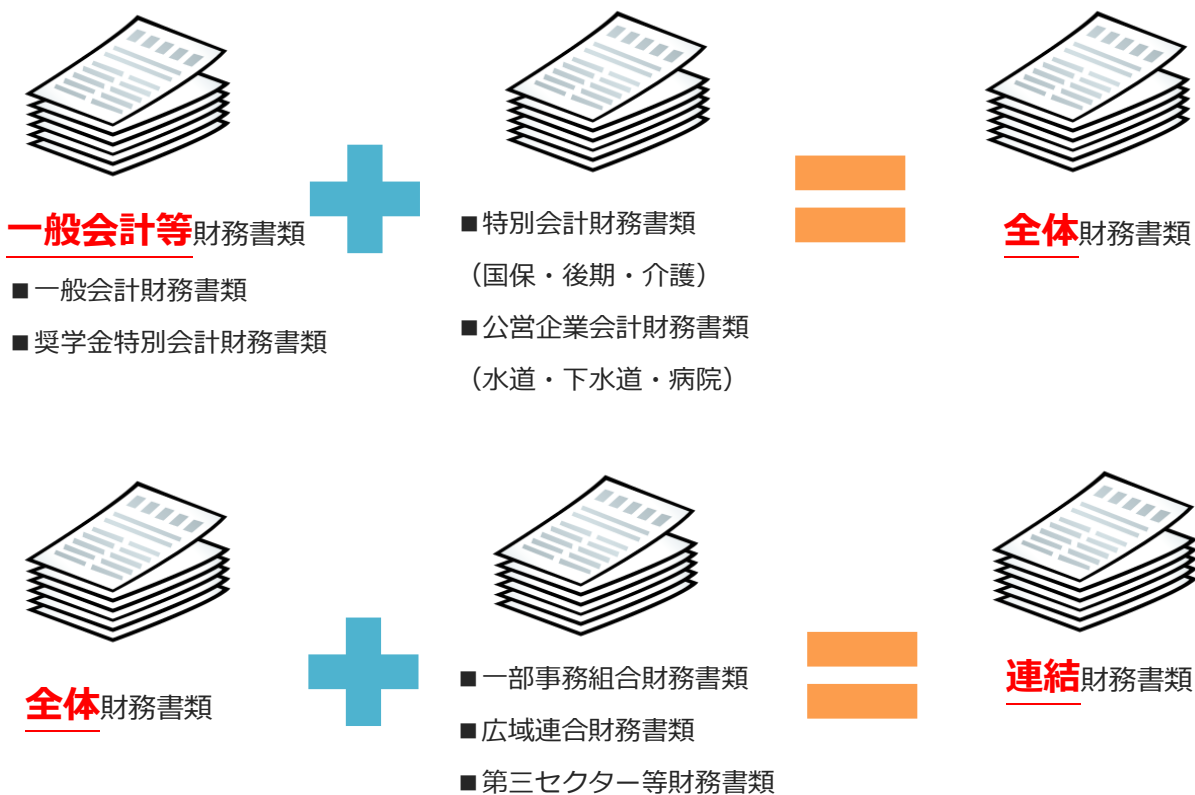 一般会計等財務書類
■一般会計財務書類
■奨学金特別会計財務書類
■特別会計財務書類
（国保・後期・介護）
■公営企業会計財務書類
（水道・下水道・病院）
全体財務書類
全体財務書類
■一部事務組合財務書類
■広域連合財務書類
■第三セクター等財務書類
連結財務書類